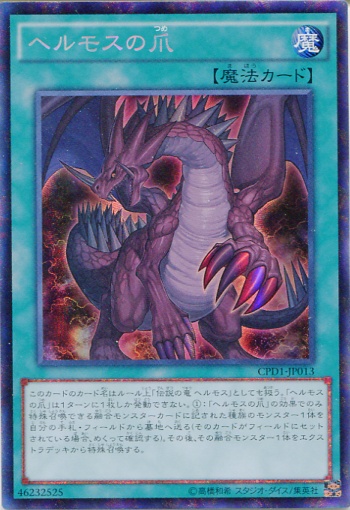 ヘルモスの爪
つめ
魔
【魔法カード】
まほう
CPD1-JP013
このカードのカード名はルール上「伝説の竜 ヘルモス」としても扱う。「ヘルモス
の爪」は1ターンに1枚しか発動できない。①:「ヘルモスの爪」の効果でのみ
特殊召喚できる融合モンスターカードに記された種族のモンスター1体を
自分の手札・フィールドから墓地へ送る(そのカードがフィールドにセット
されている場合、めくって確認する)。その後、その融合モンスター1体をエクス
トラデッキから特殊召喚する。
46232525
©高橋和希 スタジオ・ダイス/集英社